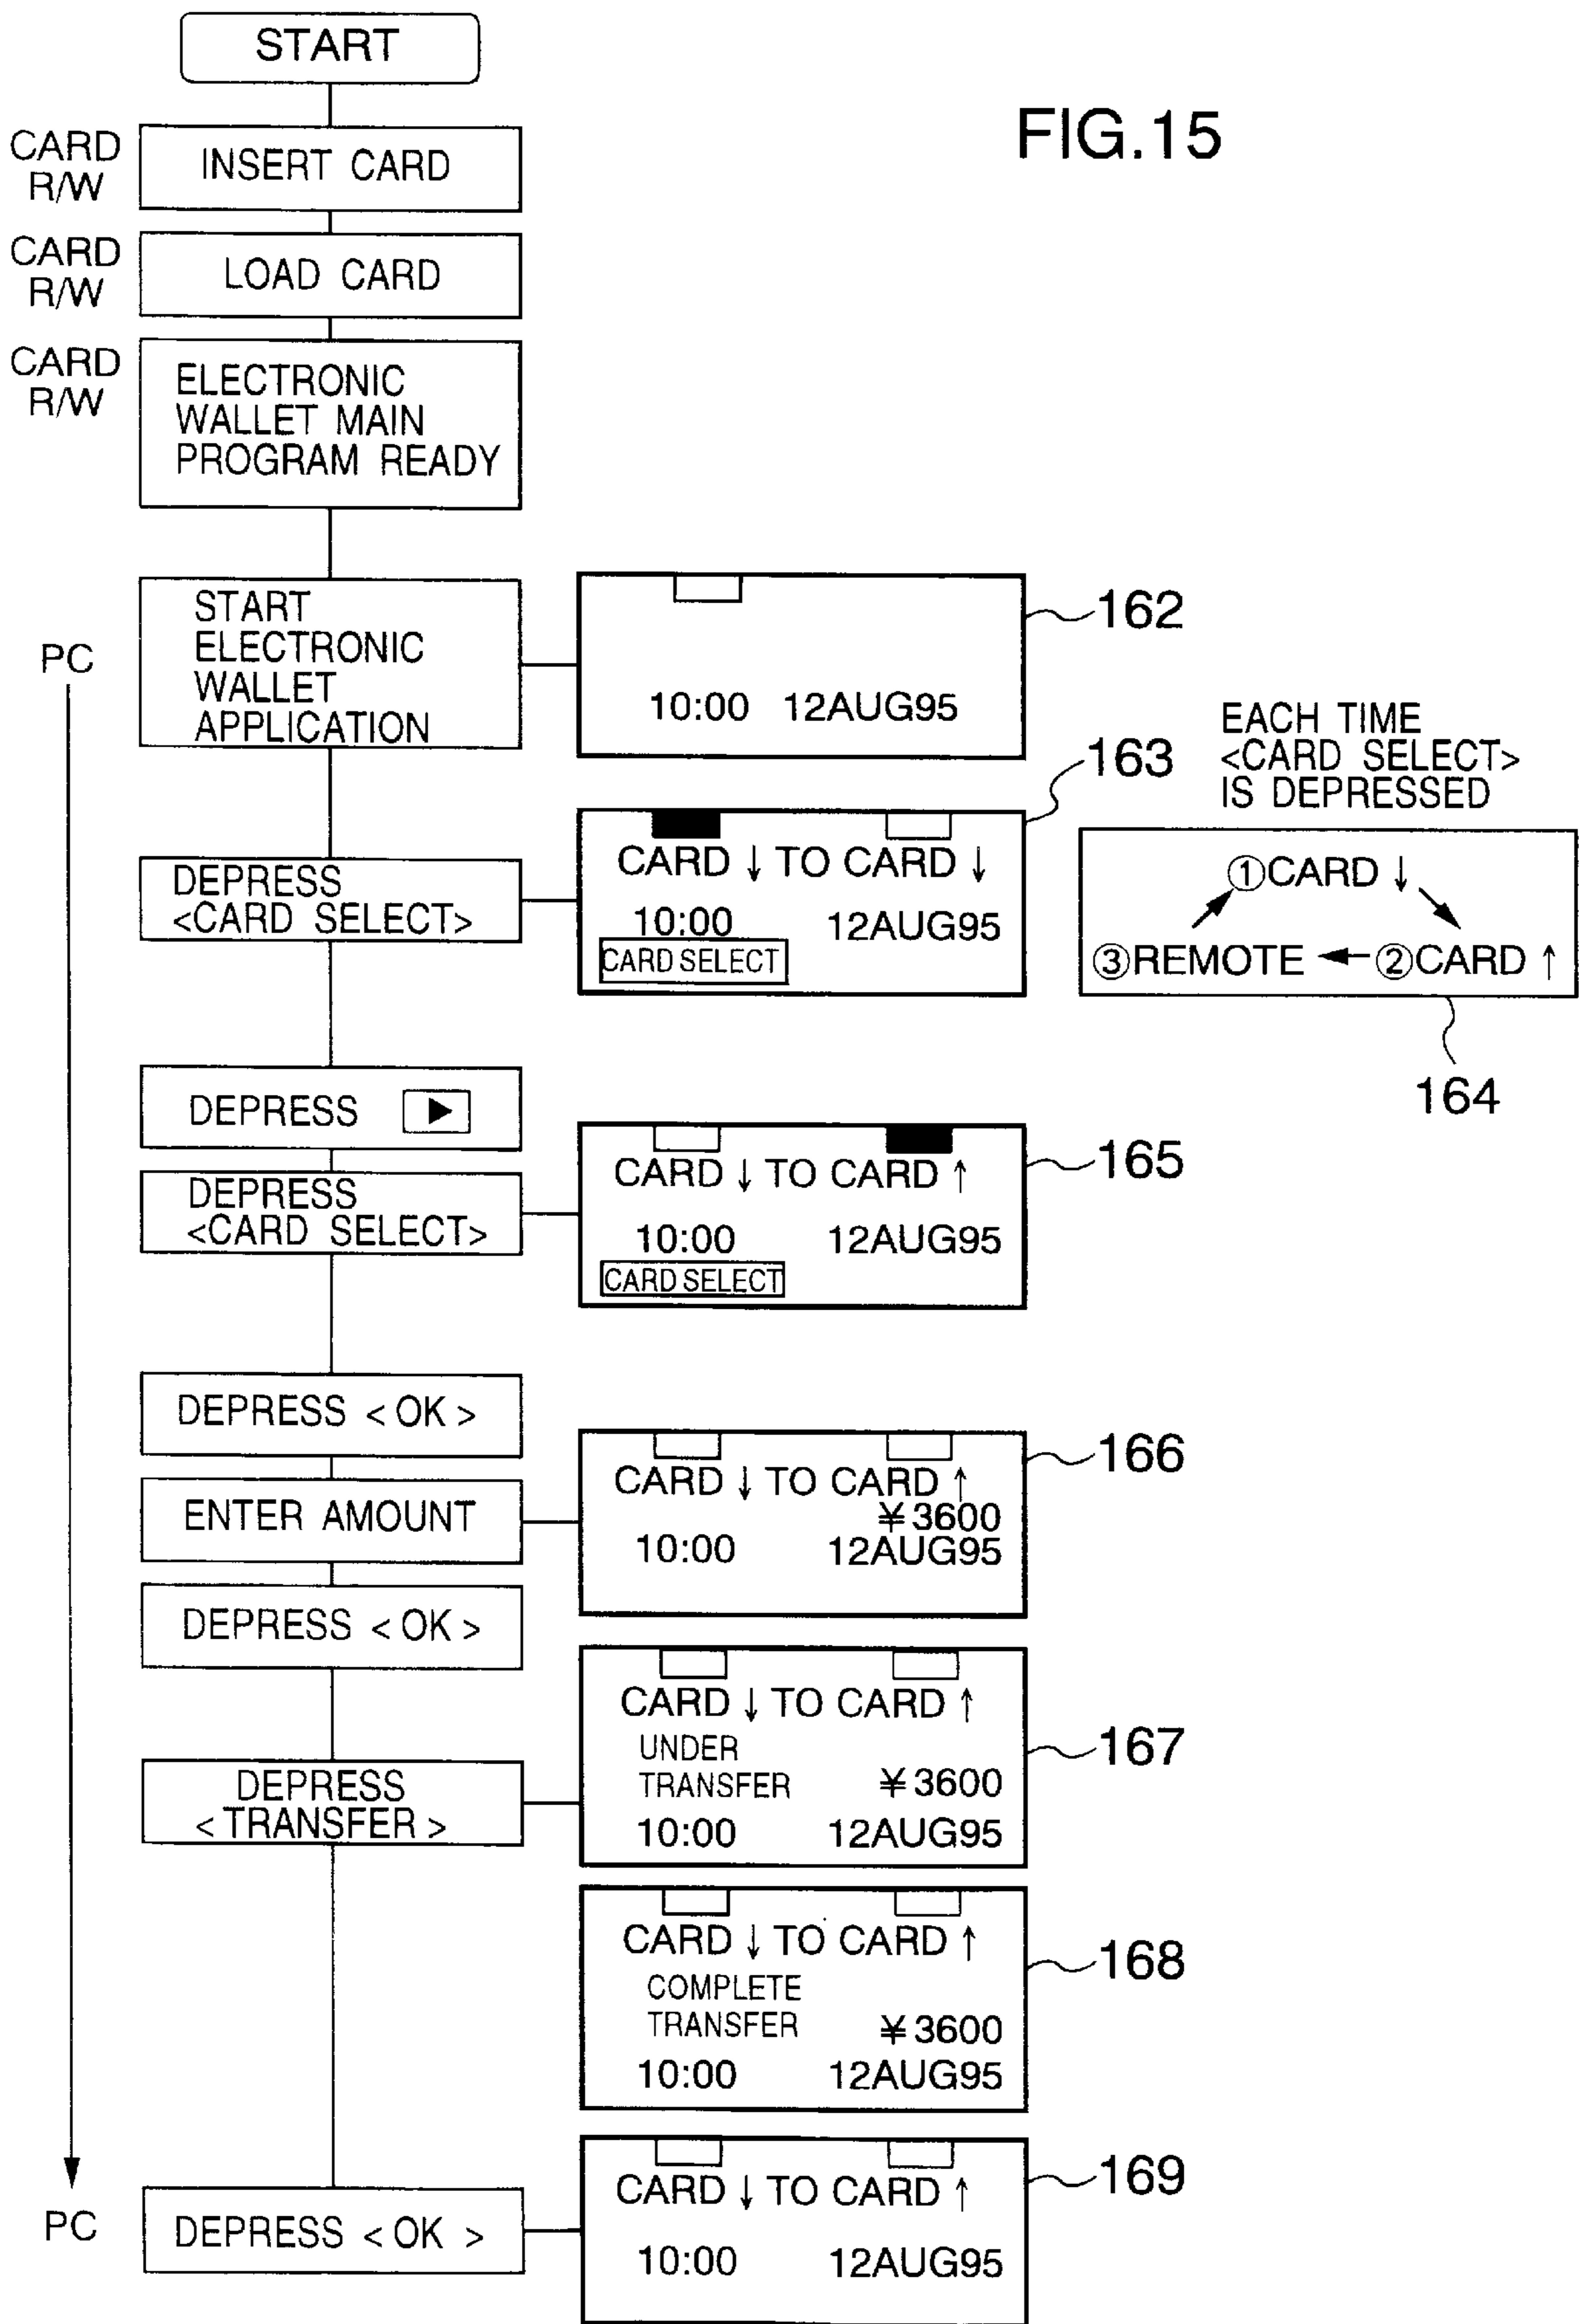 START
FIG.15
CARD
R/W
INSERT CARD
CARD
R/W
LOAD CARD
CARD
R/W
ELECTRONIC
WALLET MAIN
PROGRAM READY
PC
START
ELECTRONIC
WALLET
APPLICATION
10:00 12AUG95
162
DEPRESS
<CARD SELECT>
CARD ↓ TO CARD ↓
10:00 12AUG95
CARD SELECT
163
EACH TIME
<CARD SELECT>
IS DEPRESSED
①CARD ↓
③REMOTE ②CARD ↑
164
DEPRESS ▶
DEPRESS
<CARD SELECT>
CARD ↓ TO CARD ↑
10:00 12AUG95
CARD SELECT
165
DEPRESS <OK>
ENTER AMOUNT
CARD ↓ TO CARD ↑
¥3600
10:00 12AUG95
166
DEPRESS <OK>
DEPRESS
<TRANSFER>
CARD ↓ TO CARD ↑
UNDER
TRANSFER ¥3600
10:00 12AUG95
167
CARD ↓ TO CARD ↑
COMPLETE
TRANSFER ¥3600
10:00 12AUG95
168
PC
DEPRESS <OK >
CARD ↓ TO CARD ↑
10:00 12AUG95
169